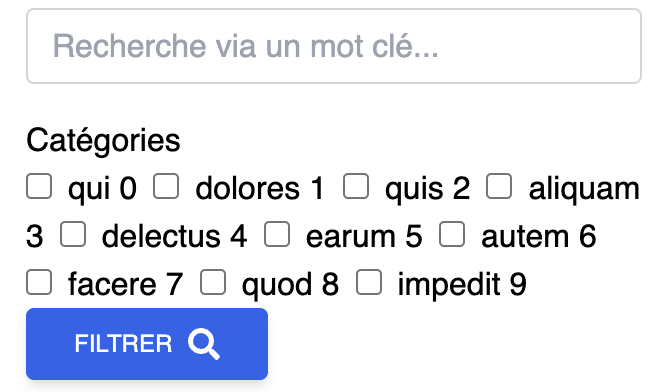 Recherche via un mot clé...
Catégories
qui 0 dolores 1 quis 2 aliquam
3 delectus 4 earum 5 autem 6
facere 7 quod 8 impedit 9
FILTRER